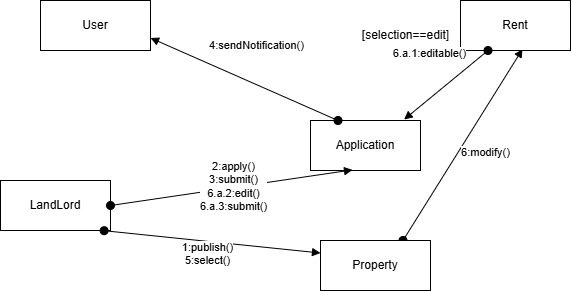 User
Rent
[selection==edit]
4:sendNotification()
6.a.1:editable()
Application
6:modify()
2:apply()
3:submit()
6.a.2:edit()
6.a.3:submit()
LandLord
1:publish()
5:select()
Property